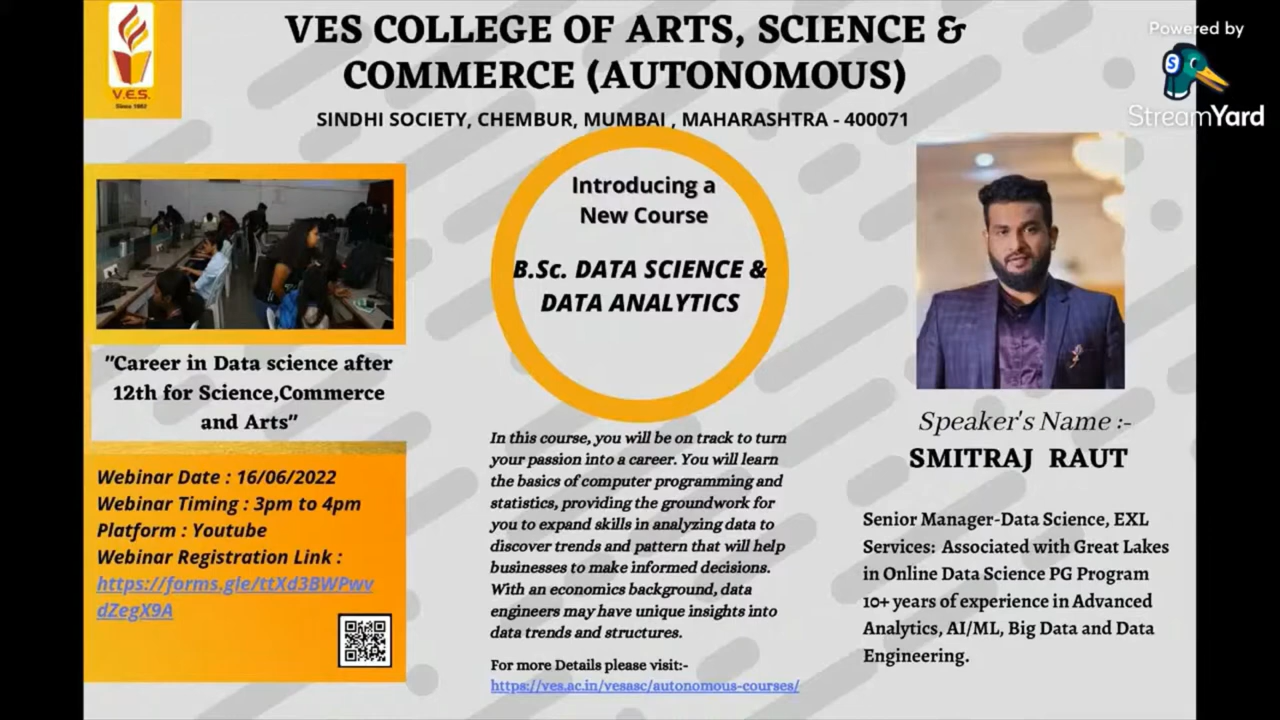 VES COLLEGE OF ARTS, SCIENCE &
COMMERCE (AUTONOMOUS)
SINDHI SOCIETY, CHEMBUR, MUMBAI , MAHARASHTRA - 400071
V.E.S.
Since 1962
Powered by
S
StreamYard
Introducing a
New Course
B.Sc. DATA SCIENCE &
DATA ANALYTICS
"Career in Data science after
12th for Science,Commerce
and Arts"
Webinar Date : 16/06/2022
Webinar Timing : 3pm to 4pm
Platform : Youtube
Webinar Registration Link :
https://forms.gle/ttXd3BWPwv
dZegX9A
In this course, you will be on track to turn
your passion into a career. You will learn
the basics of computer programming and
statistics, providing the groundwork for
you to expand skills in analyzing data to
discover trends and pattern that will help
businesses to make informed decisions.
With an economics background, data
engineers may have unique insights into
data trends and structures.
For more Details please visit:-
https://ves.ac.in/vesasc/autonomous-courses/
Speaker's Name :-
SMITRAJ RAUT
Senior Manager-Data Science, EXL
Services: Associated with Great Lakes
in Online Data Science PG Program
10+ years of experience in Advanced
Analytics, AI/ML, Big Data and Data
Engineering.